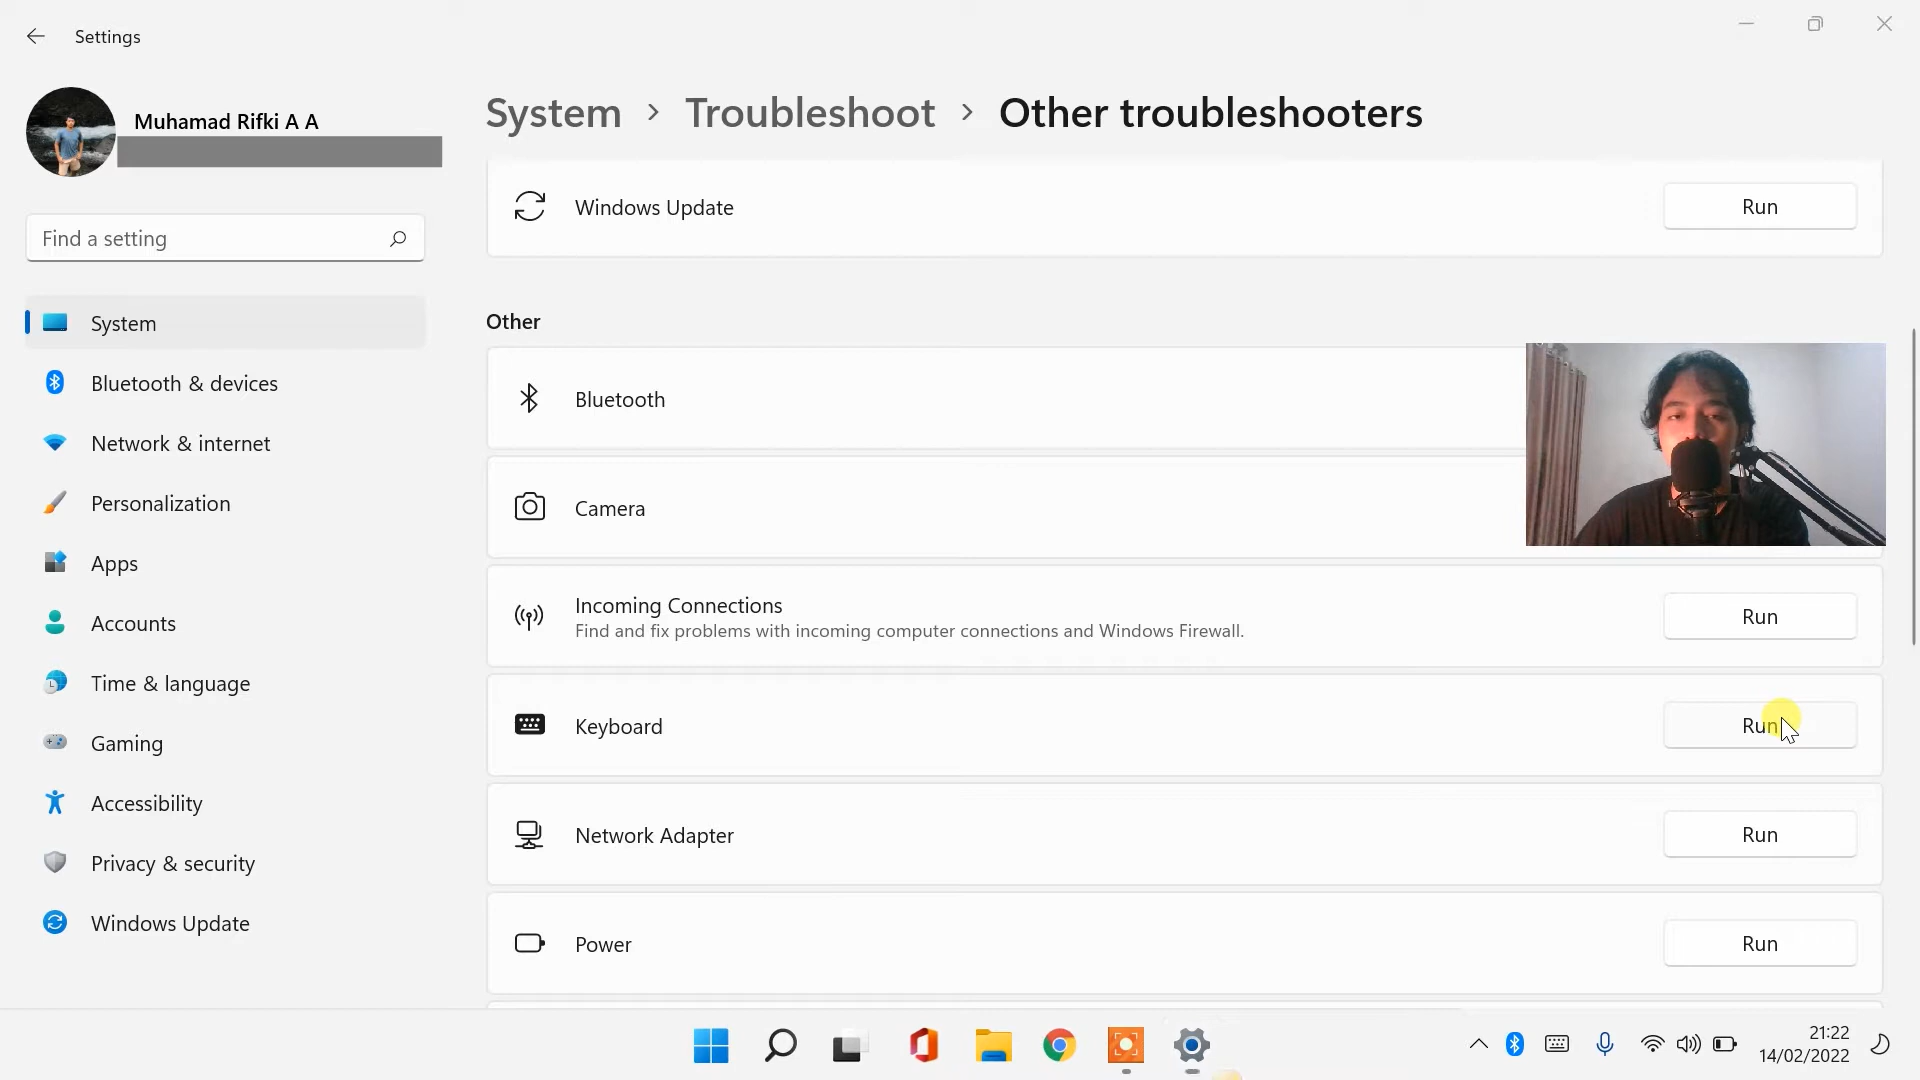 Settings
Muhamad Rifki A A
Find a setting
System
Bluetooth & devices
Network & internet
Personalization
Apps
Accounts
Time & language
Gaming
Accessibility
Privacy & security
Windows Update
System > Troubleshoot > Other troubleshooters
Windows Update Run
Other
Bluetooth
Camera
Incoming Connections
Find and fix problems with incoming computer connections and Windows Firewall.
Run
Keyboard Run
Network Adapter Run
Power Run
21:22
14/02/2022